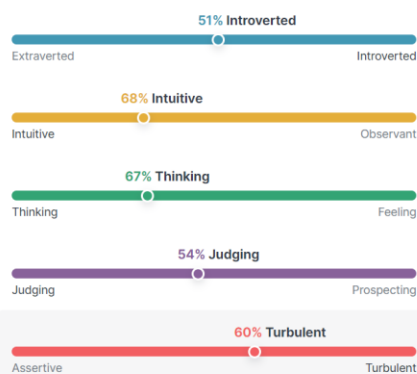 51% Introverted
Extraverted Introverted
68% Intuitive
Intuitive Observant
67% Thinking
Thinking Feeling
54% Judging
Judging Prospecting
60% Turbulent
Assertive Turbulent